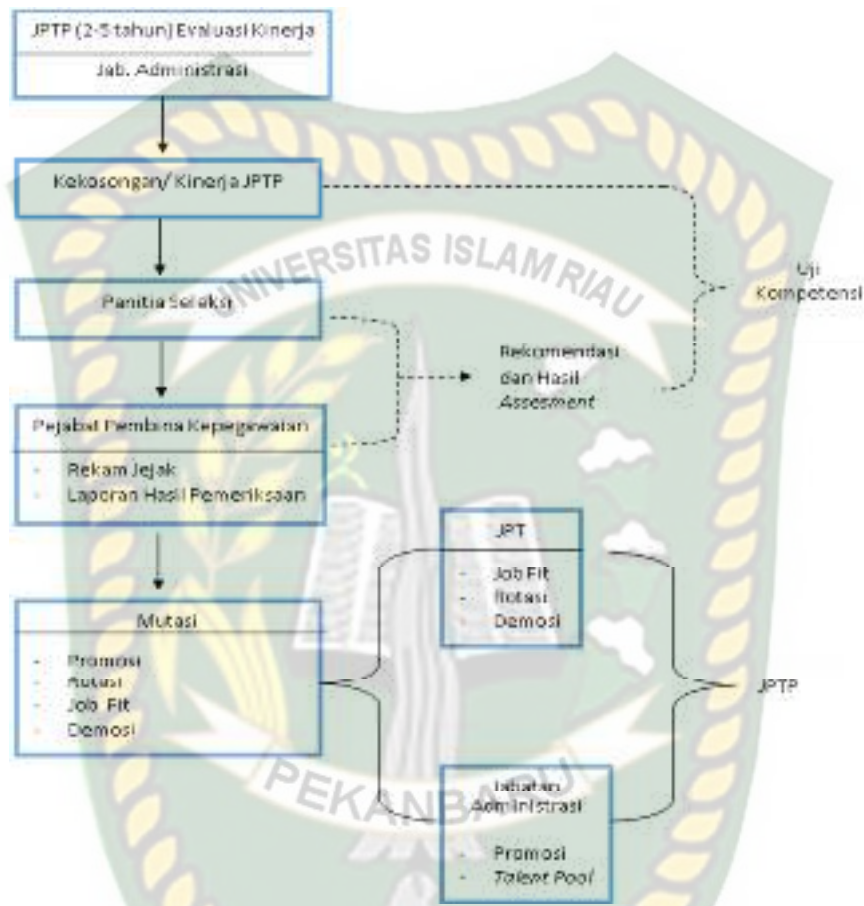 JPTP (2-5 tahun) Evaluasi Kinerja
Jab. Administrasi
Kekosongan/ Kinerja JPTP
UNIVERSITAS ISLAM RIAU
Uji
Kompetensi
Panitia Seleksi
Rekomendasi
dan Hasil
Assesment
Pejabat Pembina Kepegawaian
- Rekam Jejak
- Laporan Hasil Pemeriksaan
JPT
- Job Fit
- Rotasi
- Demosi
Mutasi
- Promosi
- Rotasi
- Job Fit
- Demosi
JPTP
PEKANBARU
Jabatan
Administrasi
- Promosi
- Talent Pool